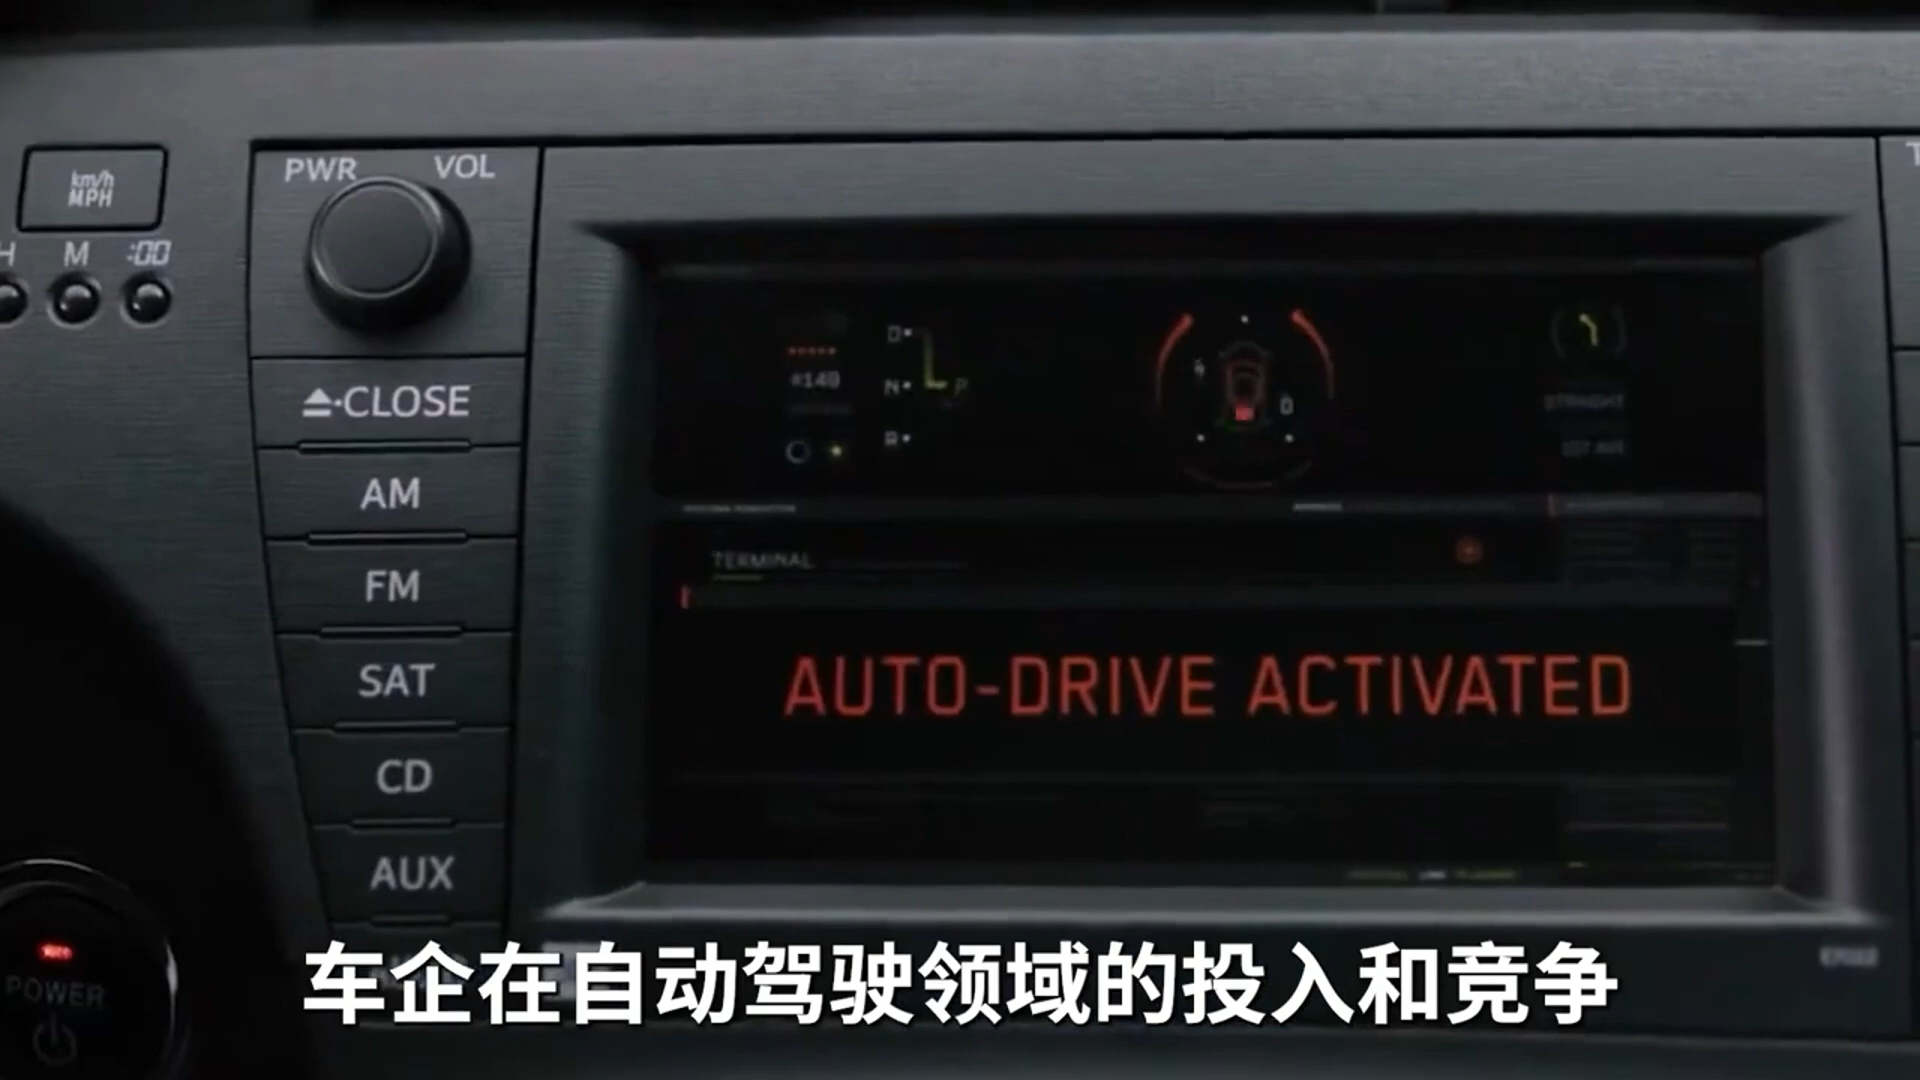 km/h
MPH
H M :00
PWR VOL
CLOSE
AM
FM
SAT
CD
AUX
POWER
D
N P
R
TERMINAL
AUTO-DRIVE ACTIVATED
车企在自动驾驶领域的投入和竞争